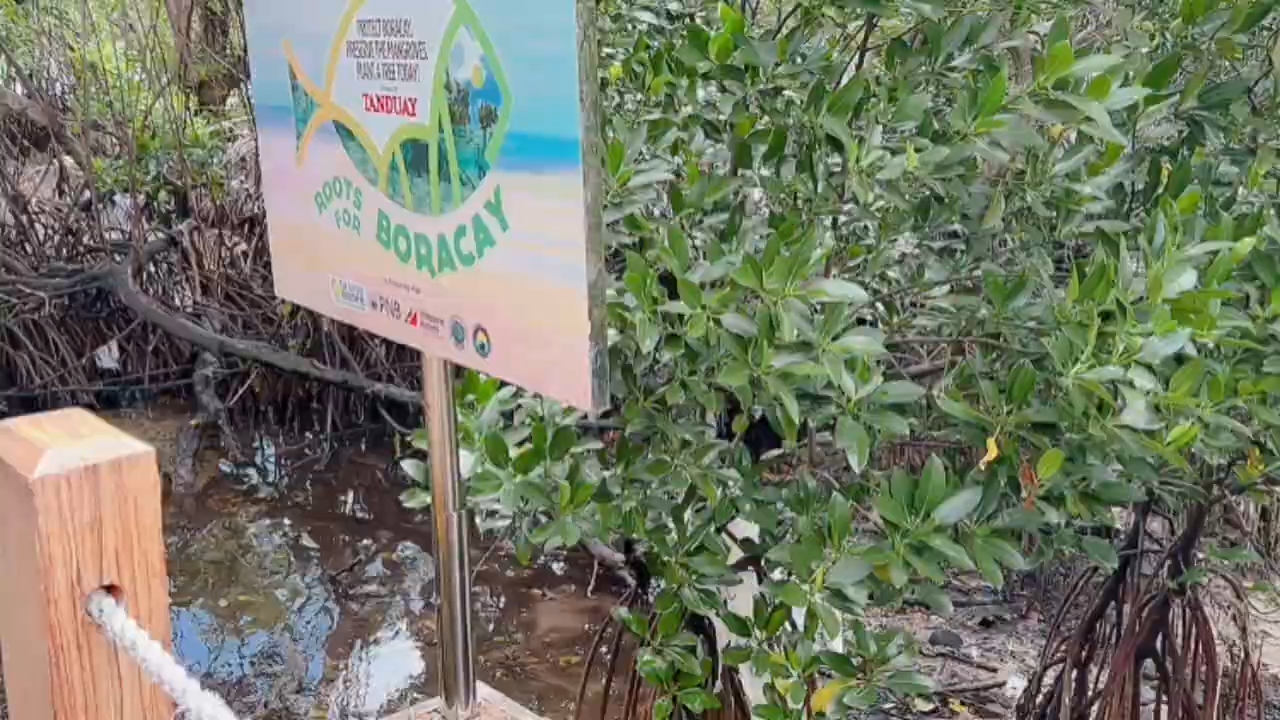 PROTECT BORACAY.
PRESERVE THE MANGROVES.
PLANT A TREE TODAY!
TANDUAY
ROOTS
FOR BORACAY
PNB